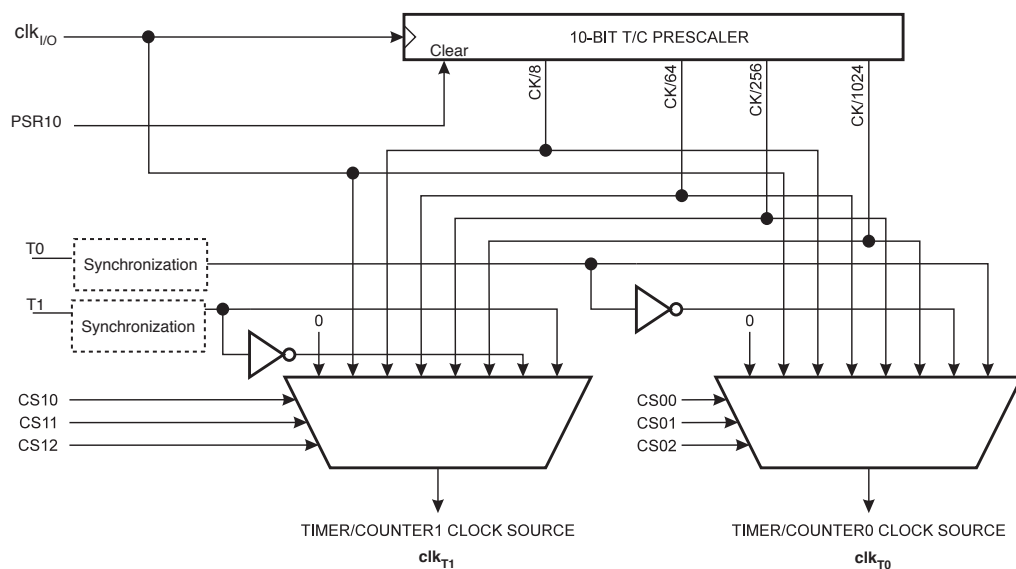 clkI/O
10-BIT T/C PRESCALER
Clear
CK/8
CK/64
CK/256
CK/1024
PSR10
T0
Synchronization
T1
Synchronization
0
0
CS10
CS11
CS12
CS00
CS01
CS02
TIMER/COUNTER1 CLOCK SOURCE
clkT1
TIMER/COUNTER0 CLOCK SOURCE
clkT0